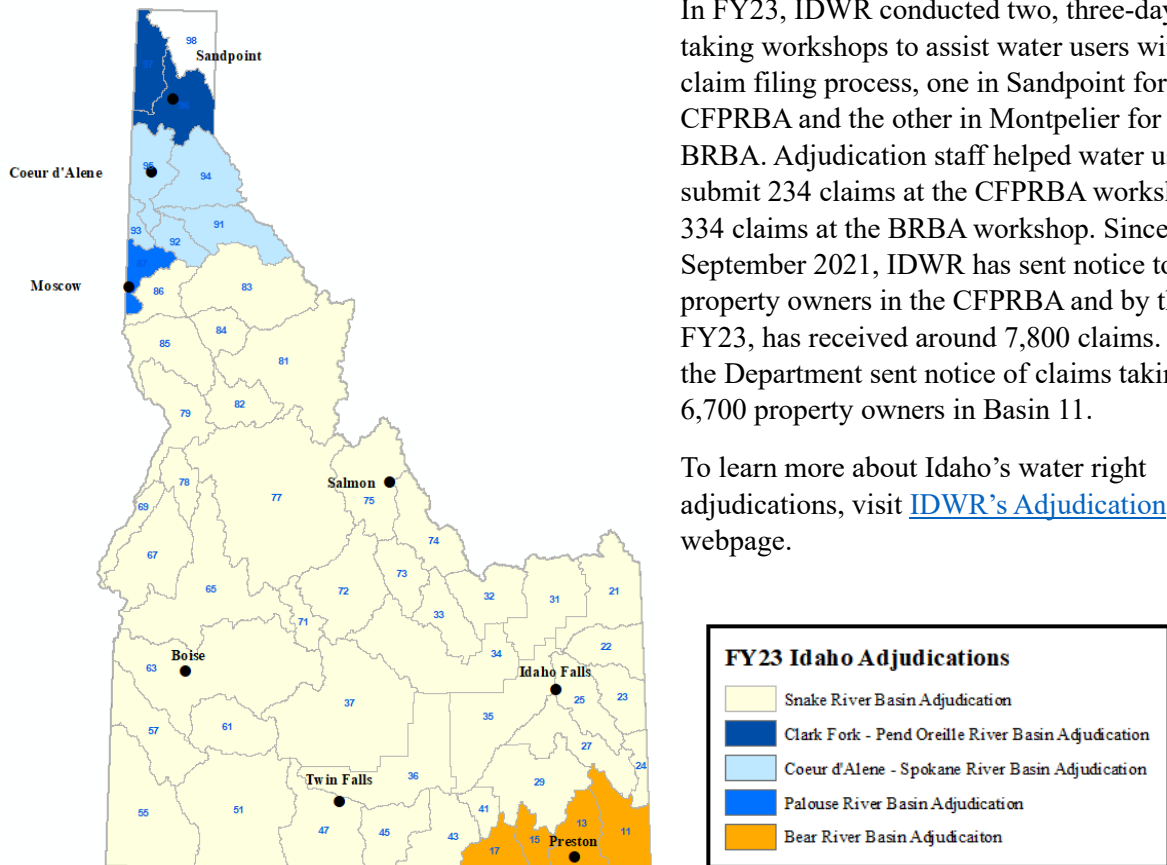 In FY23, IDWR conducted two, three-day
taking workshops to assist water users wi
claim filing process, one in Sandpoint for
CFPRBA and the other in Montpelier for
BRBA. Adjudication staff helped water u
submit 234 claims at the CFPRBA worksh
334 claims at the BRBA workshop. Since
September 2021, IDWR has sent notice to
property owners in the CFPRBA and by th
FY23, has received around 7,800 claims.
the Department sent notice of claims takin
6,700 property owners in Basin 11.
To learn more about Idaho’s water right
adjudications, visit IDWR’s Adjudication
webpage.
98
Sandpoint
97
96
Coeur d'Alene
95
94
93
92
91
87
Moscow
86
83
84
85
81
82
79
78
77
Salmon
75
69
74
67
73
65
72
71
33
32
31
21
34
22
Boise
63
Idaho Falls
25
23
37
35
57
61
27
24
Twin Falls
36
29
55
51
47
45
43
41
17
15
13
11
Preston
FY23 Idaho Adjudications
Snake River Basin Adjudication
Clark Fork - Pend Oreille River Basin Adjudication
Coeur d'Alene - Spokane River Basin Adjudication
Palouse River Basin Adjudication
Bear River Basin Adjudicaiton